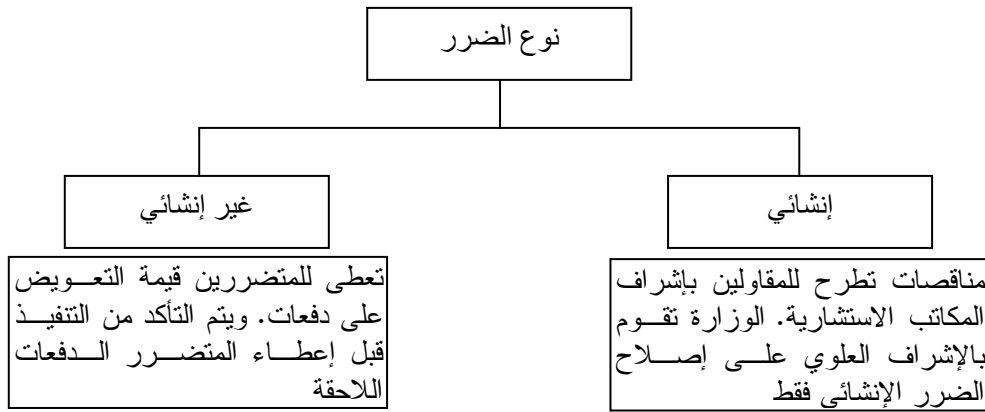 نوع الضرر
إنشائي
غير إنشائي
مناقصات تطرح للمقاولين بإشراف
المكاتب الاستشارية. الوزارة تقوم
بالإشراف العلوي على إصلاح
الضرر الإنشائي فقط
تعطى للمتضررين قيمة التعويض
على دفعات. ويتم التأكد من التنفيذ
قبل إعطاء المتضرر الدفعات
اللاحقة